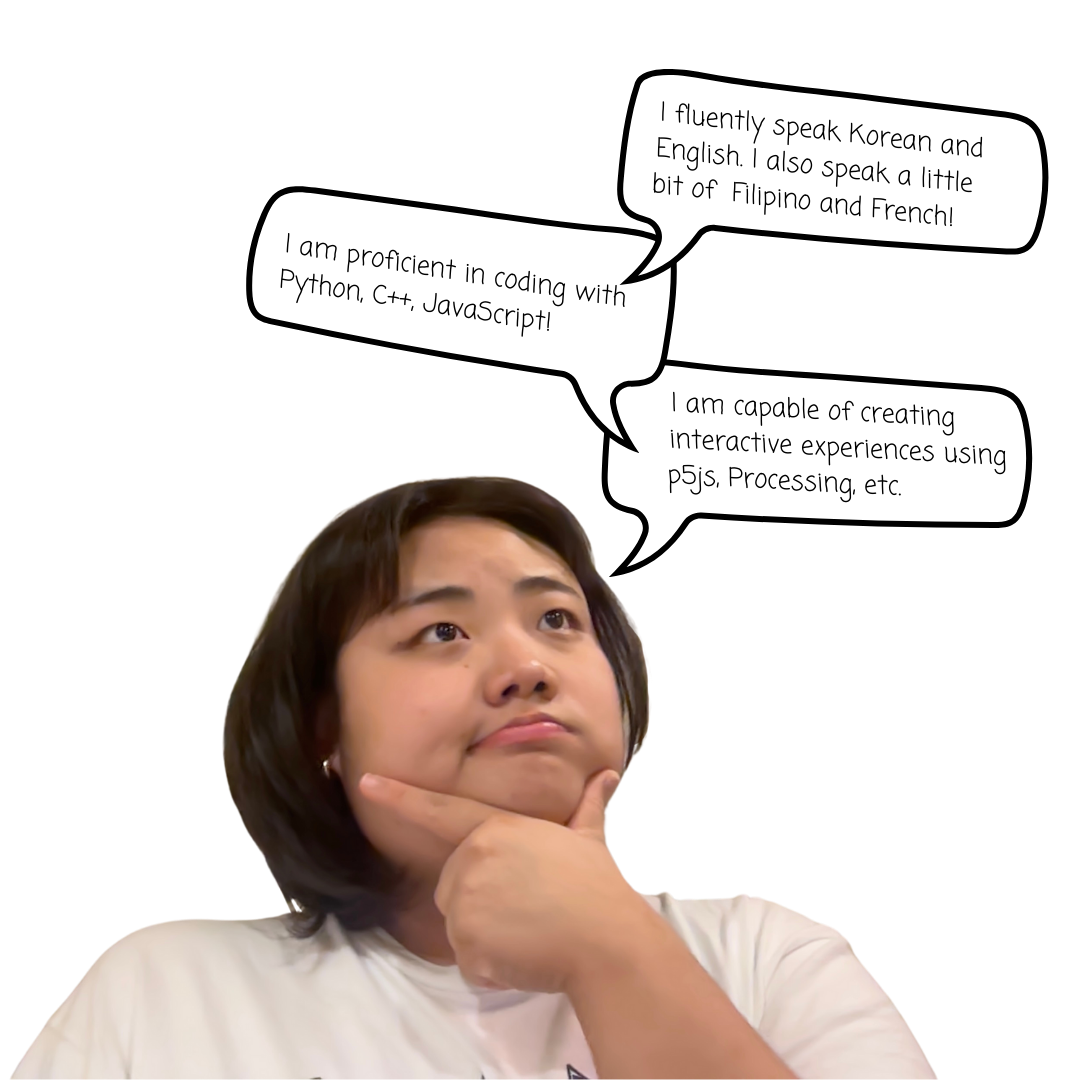 I fluently speak Korean and
English. I also speak a little
bit of Filipino and French!
I am proficient in coding with
Python, C++, JavaScript!
I am capable of creating
interactive experiences using
p5js, Processing, etc.